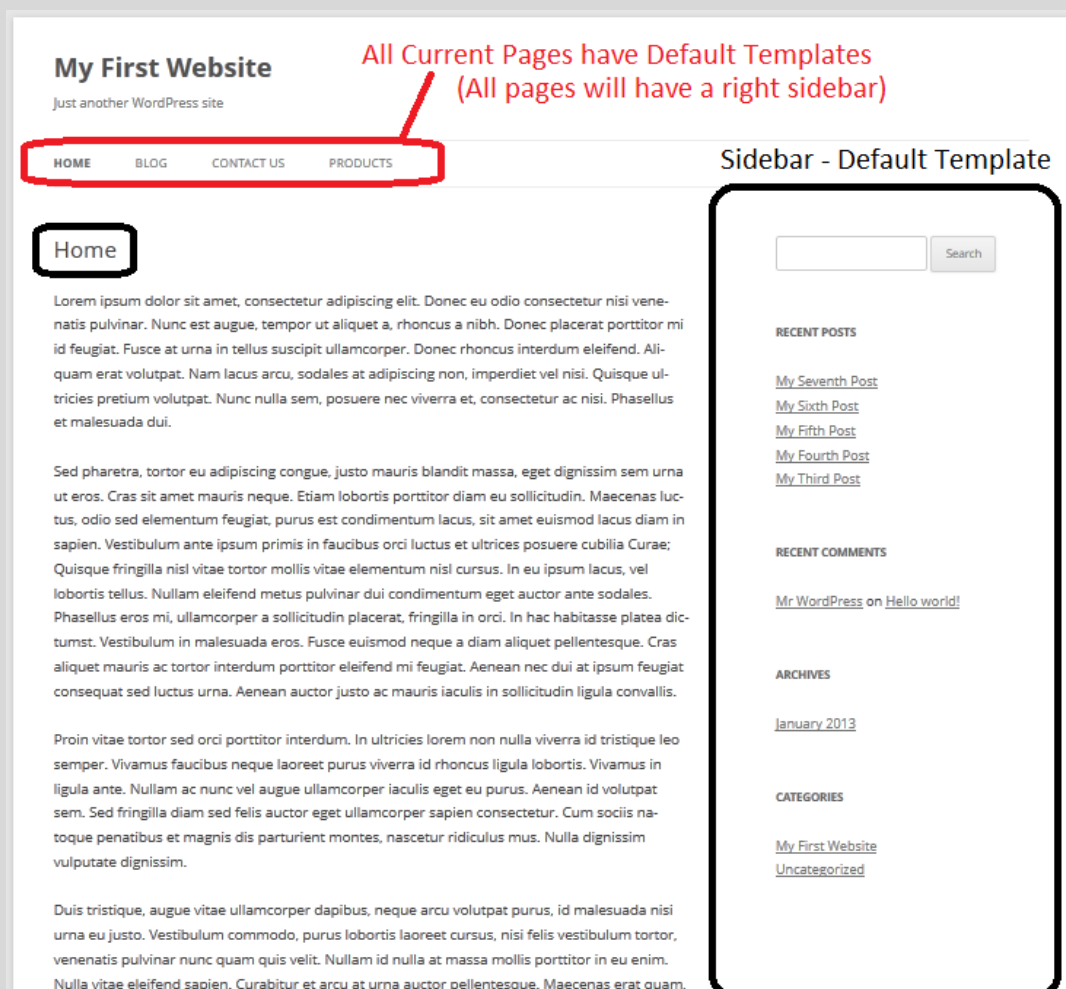 My First Website
All Current Pages have Default Templates
(All pages will have a right sidebar)
Just another WordPress site
HOME BLOG CONTACT US PRODUCTS
Sidebar - Default Template
Home
Lorem ipsum dolor sit amet, consectetur adipiscing elit. Donec eu odio consectetur nisi vene-
natis pulvinar. Nunc est augue, tempor ut aliquet a, rhoncus a nibh. Donec placerat porttitor mi
id feugiat. Fusce at urna in tellus suscipit ullamcorper. Donec rhoncus interdum eleifend. Ali-
quam erat volutpat. Nam lacus arcu, sodales at adipiscing non, imperdiet vel nisi. Quisque ul-
tricies pretium volutpat. Nunc nulla sem, posuere nec viverra et, consectetur ac nisi. Phasellus
et malesuada dui.
Sed pharetra, tortor eu adipiscing congue, justo mauris blandit massa, eget dignissim sem urna
ut eros. Cras sit amet mauris neque. Etiam lobortis porttitor diam eu sollicitudin. Maecenas luc-
tus, odio sed elementum feugiat, purus est condimentum lacus, sit amet euismod lacus diam in
sapien. Vestibulum ante ipsum primis in faucibus orci luctus et ultrices posuere cubilia Curae;
Quisque fringilla nisl vitae tortor mollis vitae elementum nisl cursus. In eu ipsum lacus, vel
lobortis tellus. Nullam eleifend metus pulvinar dui condimentum eget auctor ante sodales.
Phasellus eros mi, ullamcorper a sollicitudin placerat, fringilla in orci. In hac habitasse platea dic-
tumst. Vestibulum in malesuada eros. Fusce euismod neque a diam aliquet pellentesque. Cras
aliquet mauris ac tortor interdum porttitor eleifend mi feugiat. Aenean nec dui at ipsum feugiat
consequat sed luctus urna. Aenean auctor justo ac mauris iaculis in sollicitudin ligula convallis.
Proin vitae tortor sed orci porttitor interdum. In ultricies lorem non nulla viverra id tristique leo
semper. Vivamus faucibus neque laoreet purus viverra id rhoncus ligula lobortis. Vivamus in
ligula ante. Nullam ac nunc vel augue ullamcorper iaculis eget eu purus. Aenean id volutpat
sem. Sed fringilla diam sed felis auctor eget ullamcorper sapien consectetur. Cum sociis na-
toque penatibus et magnis dis parturient montes, nascetur ridiculus mus. Nulla dignissim
vulputate dignissim.
Duis tristique, augue vitae ullamcorper dapibus, neque arcu volutpat purus, id malesuada nisi
urna eu justo. Vestibulum commodo, purus lobortis laoreet cursus, nisi felis vestibulum tortor,
venenatis pulvinar nunc quam quis velit. Nullam id nulla at massa mollis porttitor in eu enim.
Nulla vitae eleifend sapien. Curabitur et arcu at urna auctor pellentesque. Maecenas erat quam,
Search
RECENT POSTS
My Seventh Post
My Sixth Post
My Fifth Post
My Fourth Post
My Third Post
RECENT COMMENTS
Mr WordPress on Hello world!
ARCHIVES
January 2013
CATEGORIES
My First Website
Uncategorized